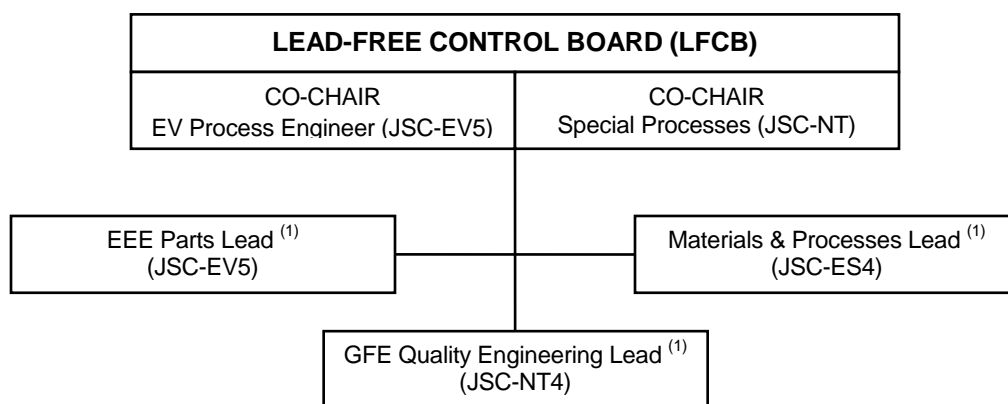 LEAD-FREE CONTROL BOARD (LFCB)
CO-CHAIR
EV Process Engineer (JSC-EV5)
CO-CHAIR
Special Processes (JSC-NT)
EEE Parts Lead (1)
(JSC-EV5)
Materials & Processes Lead (1)
(JSC-ES4)
GFE Quality Engineering Lead (1)
(JSC-NT4)